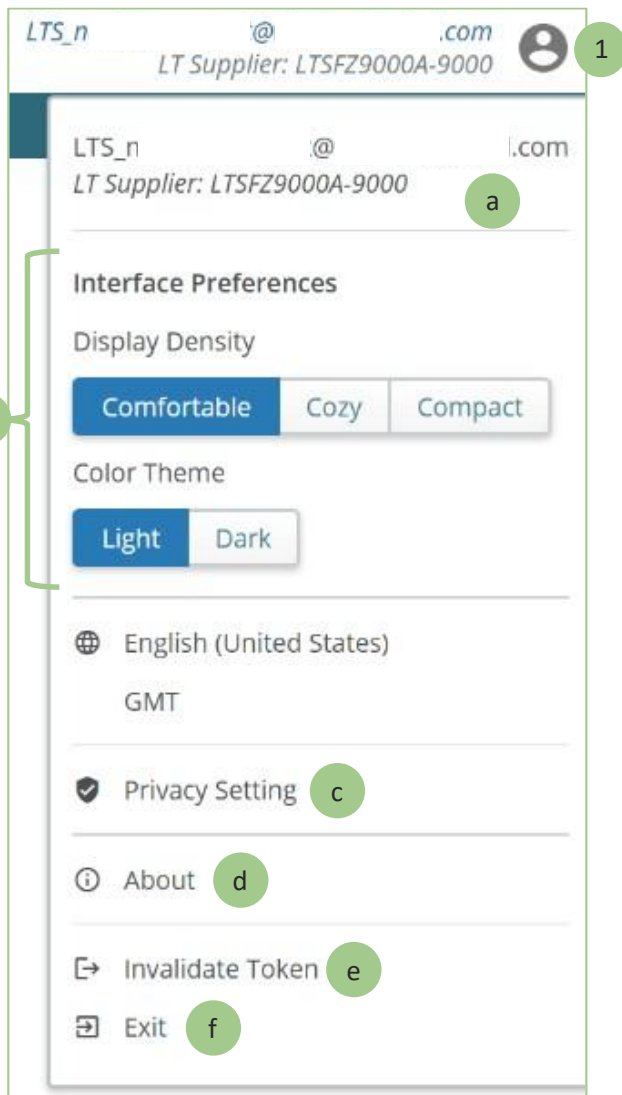 LTS_n @ .com
LT Supplier: LTSFZ9000A-9000
1
LTS_n @ .com
LT Supplier: LTSFZ9000A-9000
a
Interface Preferences
Display Density
Comfortable Cozy Compact
Color Theme
Light Dark
English (United States)
GMT
Privacy Setting c
About d
Invalidate Token e
Exit f